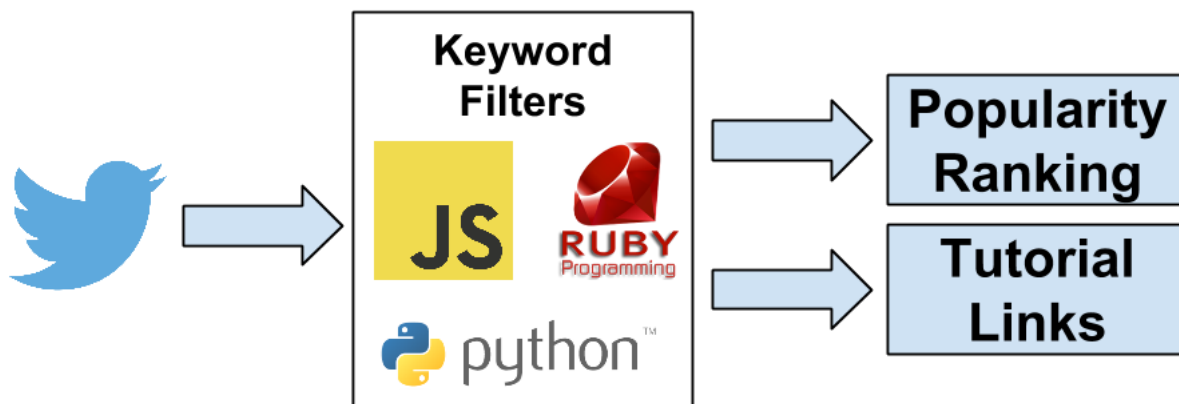 Keyword
Filters
JS
RUBY
Programming
python™
Popularity
Ranking
Tutorial
Links